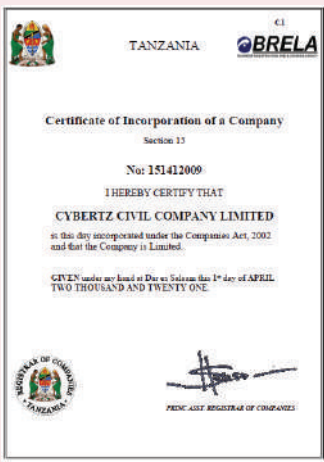 C1
TANZANIA
BRELA
Certificate of Incorporation of a Company
Section 15
No: 151412009
I HEREBY CERTIFY THAT
CYBERTZ CIVIL COMPANY LIMITED
is this day incorporated under the Companies Act, 2002
and that the Company is Limited.
GIVEN under my hand at Dar es Salaam this 1st day of APRIL
TWO THOUSAND AND TWENTY ONE.
REGISTRAR OF COMPANIES
TANZANIA
PRINC ASST. REGISTRAR OF COMPANIES